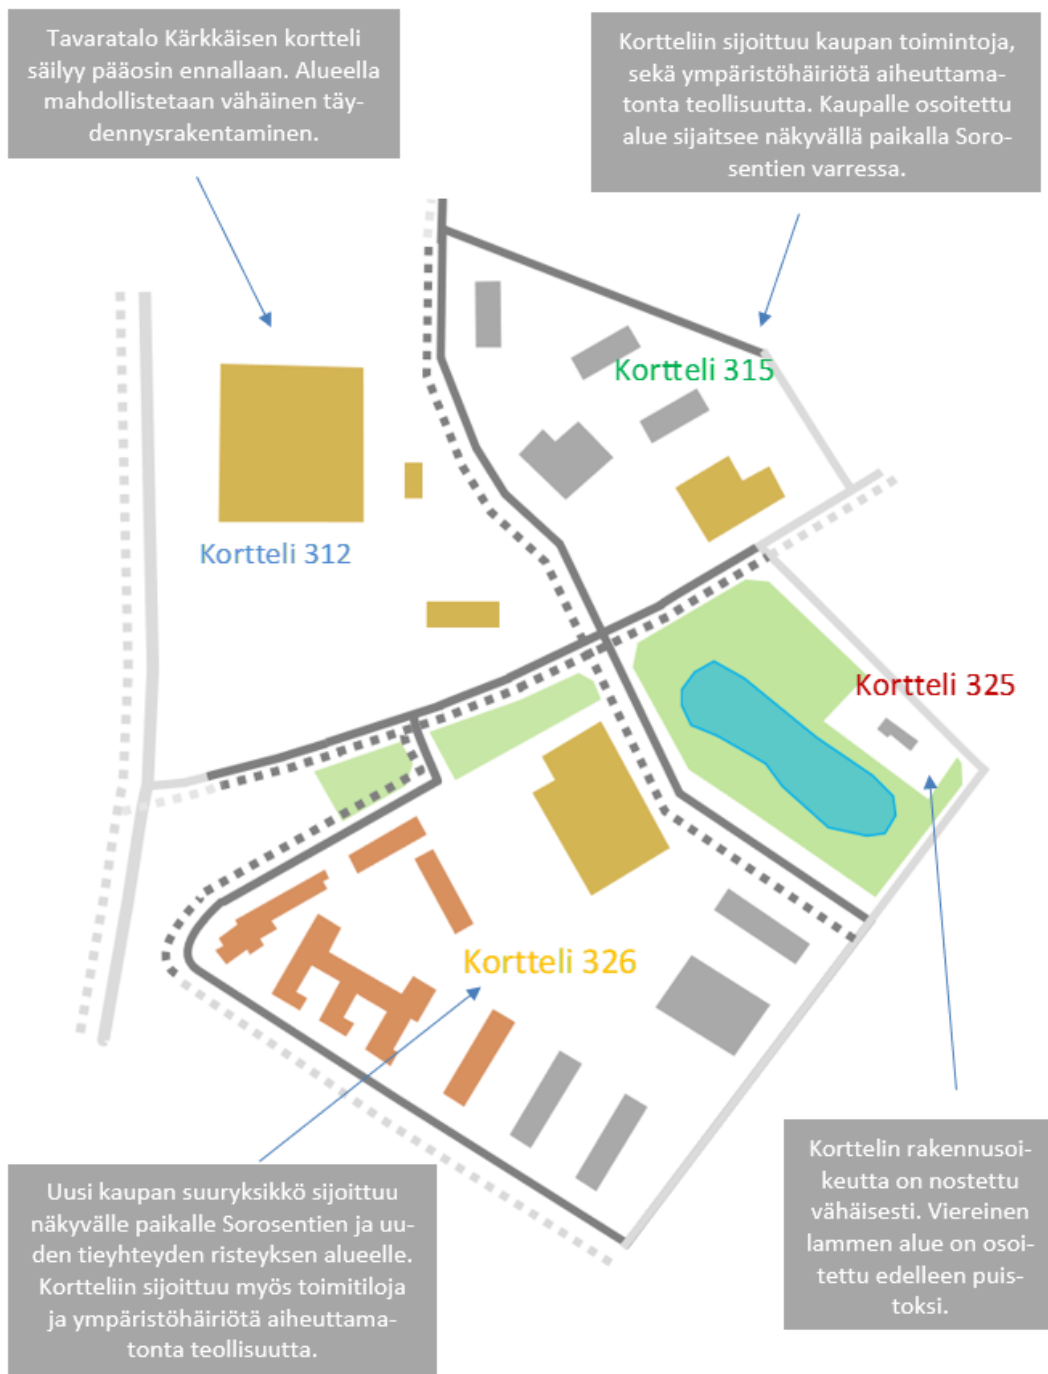 Tavaratalo Kärkkäisen kortteli
säilyy pääosin ennallaan. Alueella
mahdollistetaan vähäinen täy-
dennysrakentaminen.
Kortteliin sijoittuu kaupan toimintoja,
sekä ympäristöhäiriötä aiheuttama-
tonta teollisuutta. Kaupalle osoitettu
alue sijaitsee näkyvällä paikalla Soro-
sentien varressa.
Kortteli 315
Kortteli 312
Kortteli 325
Kortteli 326
Korttelin rakennusoi-
keutta on nostettu
vähäisesti. Viereinen
lammen alue on osoi-
tettu edelleen puis-
toksi.
Uusi kaupan suuryksikkö sijoittuu
näkyvälle paikalle Sorosentien ja uu-
den tieyhteyden risteyksen alueelle.
Kortteliin sijoittuu myös toimitiloja
ja ympäristöhäiriötä aiheuttama-
tonta teollisuutta.